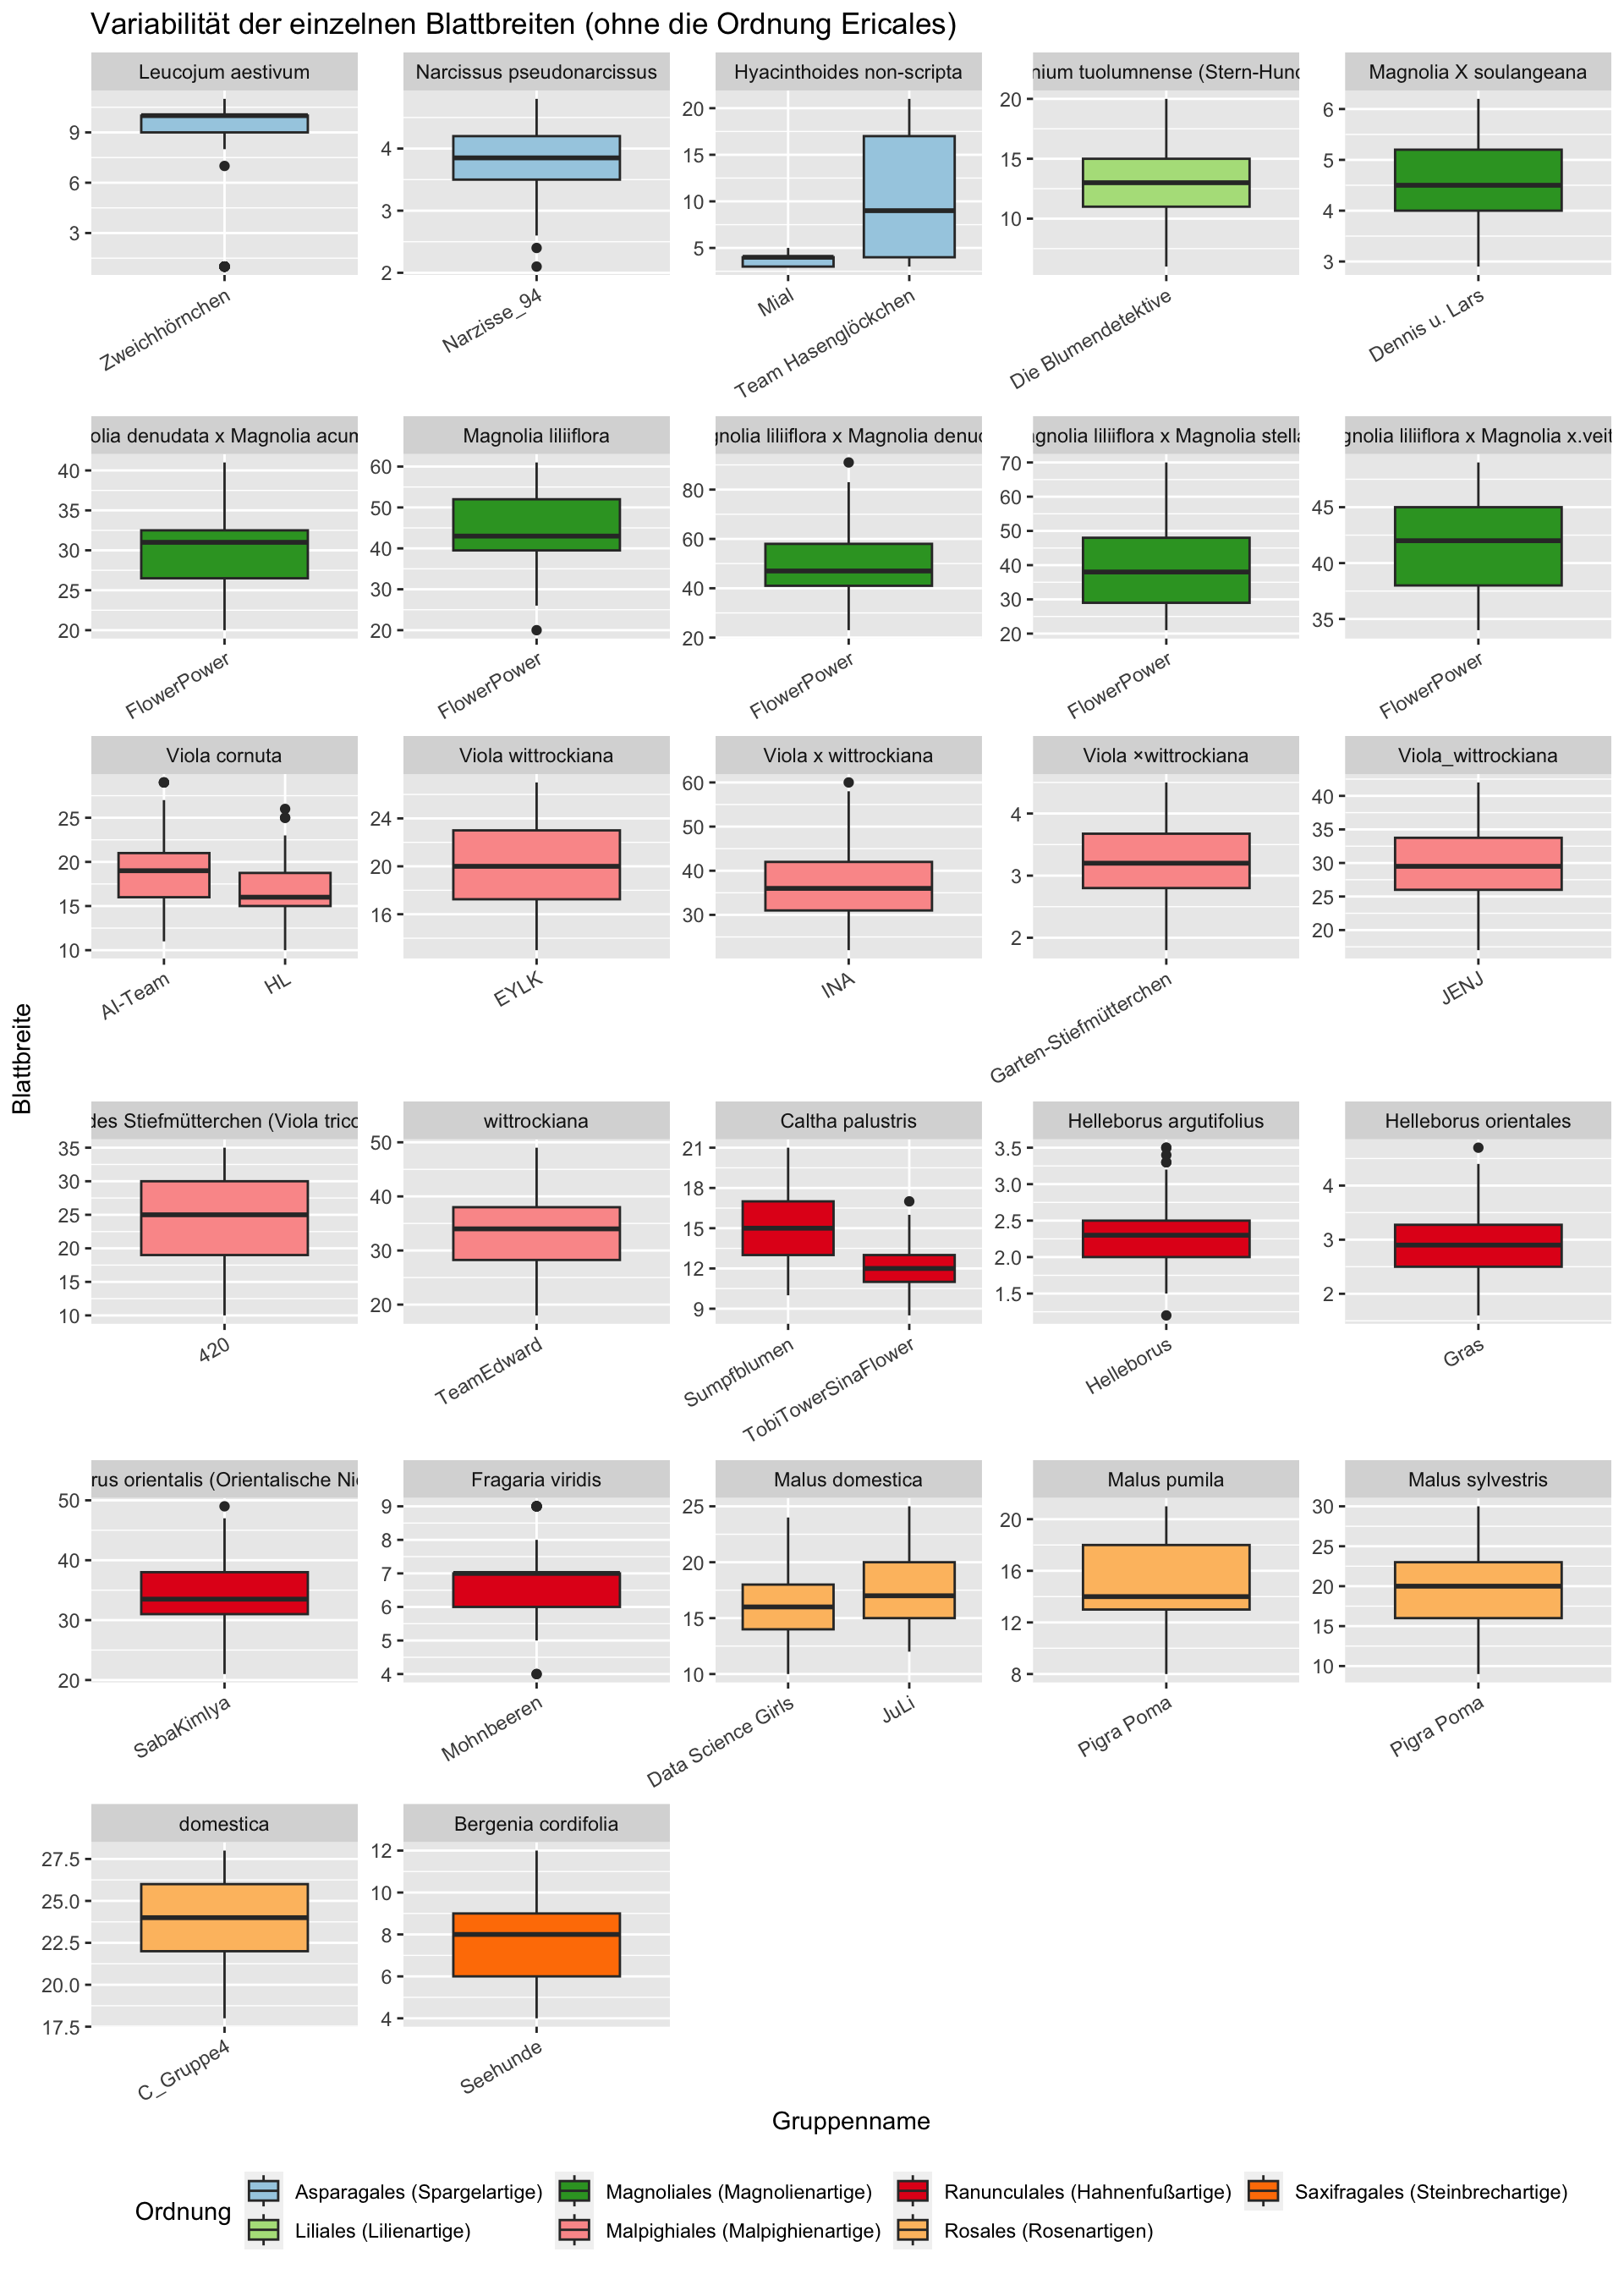 Variabilität der einzelnen Blattbreiten (ohne die Ordnung Ericales)
Leucojum aestivum
Narcissus pseudonarcissus
Hyacinthoides non-scripta
nium tuolumnense (Stern-Hund
Magnolia X soulangeana
9
6
3
4
3
2
20
15
10
5
20
15
10
6
5
4
3
Zweichhörnchen
Narzisse_94
Mial
Team Hasenglöckchen
Die Blumendetektive
Dennis u. Lars
olia denudata x Magnolia acum
Magnolia liliiflora
gnolia liliiflora x Magnolia denud
agnolia liliiflora x Magnolia stella
gnolia liliiflora x Magnolia x.veit
40
35
30
25
20
60
50
40
30
20
80
60
40
20
70
60
50
40
30
20
45
40
35
FlowerPower
FlowerPower
FlowerPower
FlowerPower
FlowerPower
Viola cornuta
Viola wittrockiana
Viola x wittrockiana
Viola ×wittrockiana
Viola_wittrockiana
25
20
15
10
24
20
16
60
50
40
30
4
3
2
40
35
30
25
20
AI-Team
HL
EYLK
INA
Garten-Stiefmütterchen
JENJ
Blattbreite
des Stiefmütterchen (Viola trico
wittrockiana
Caltha palustris
Helleborus argutifolius
Helleborus orientales
35
30
25
20
15
10
50
40
30
20
21
18
15
12
9
3.5
3.0
2.5
2.0
1.5
4
3
2
420
TeamEdward
Sumpfblumen
TobiTowerSinaFlower
Helleborus
Gras
rus orientalis (Orientalische Nie
Fragaria viridis
Malus domestica
Malus pumila
Malus sylvestris
50
40
30
20
9
8
7
6
5
4
25
20
15
10
20
16
12
8
30
25
20
15
10
SabaKimlya
Mohnbeeren
Data Science Girls
JuLi
Pigra Poma
Pigra Poma
domestica
Bergenia cordifolia
27.5
25.0
22.5
20.0
17.5
12
10
8
6
4
C_Gruppe4
Seehunde
Gruppenname
Ordnung
Asparagales (Spargelartige)
Magnoliales (Magnolienartige)
Ranunculales (Hahnenfußartige)
Saxifragales (Steinbrechartige)
Liliales (Lilienartige)
Malpighiales (Malpighienartige)
Rosales (Rosenartigen)